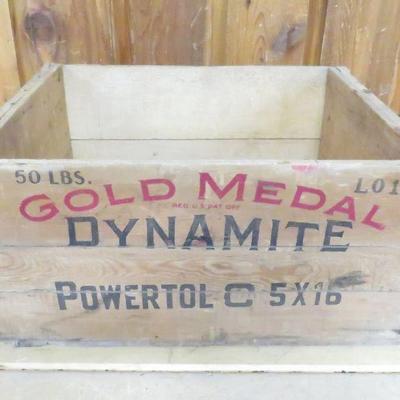 50 LBS. LOT
GOLD MEDAL
REG. U.S. PAT. OFF.
DYNAMITE
POWERTOL C 5X16